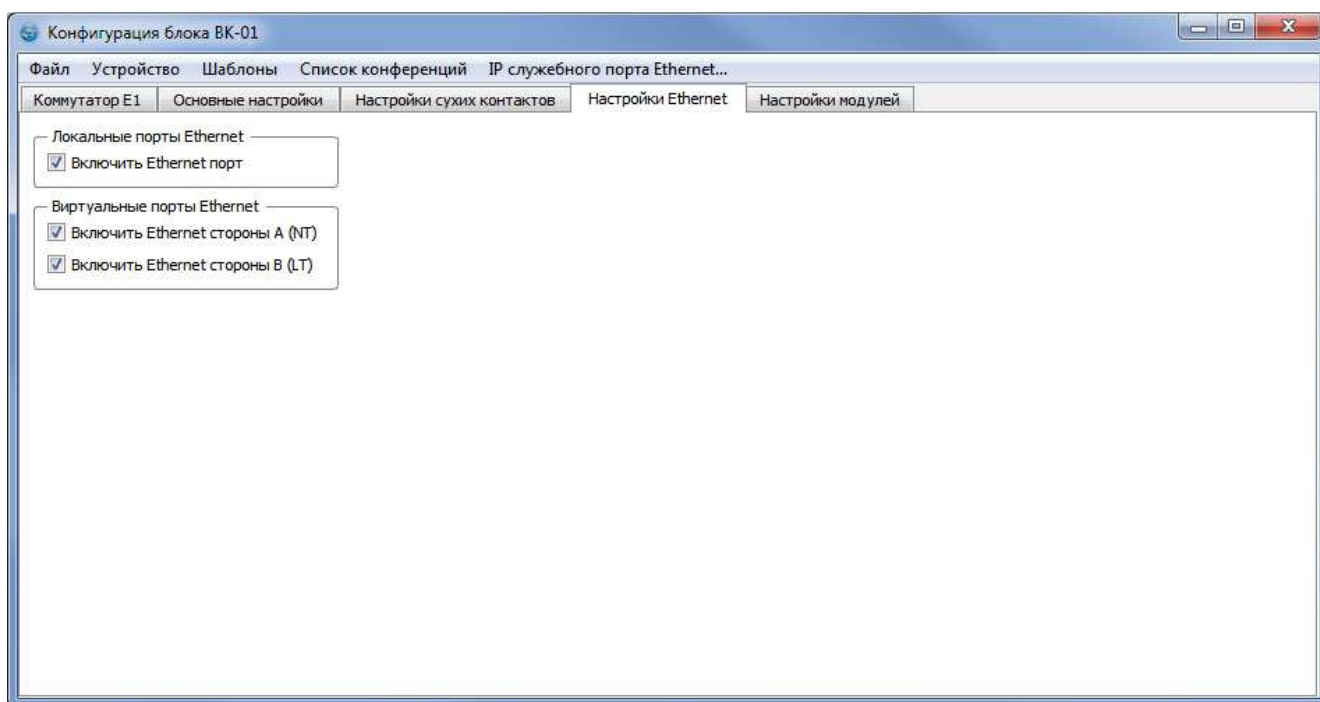 Конфигурация блока ВК-01
Файл Устройство Шаблоны Список конференций IP служебного порта Ethernet...
Коммутатор E1 Основные настройки Настройки сухих контактов Настройки Ethernet Настройки модулей
Локальные порты Ethernet
Включить Ethernet порт
Виртуальные порты Ethernet
Включить Ethernet стороны A (NT)
Включить Ethernet стороны B (LT)